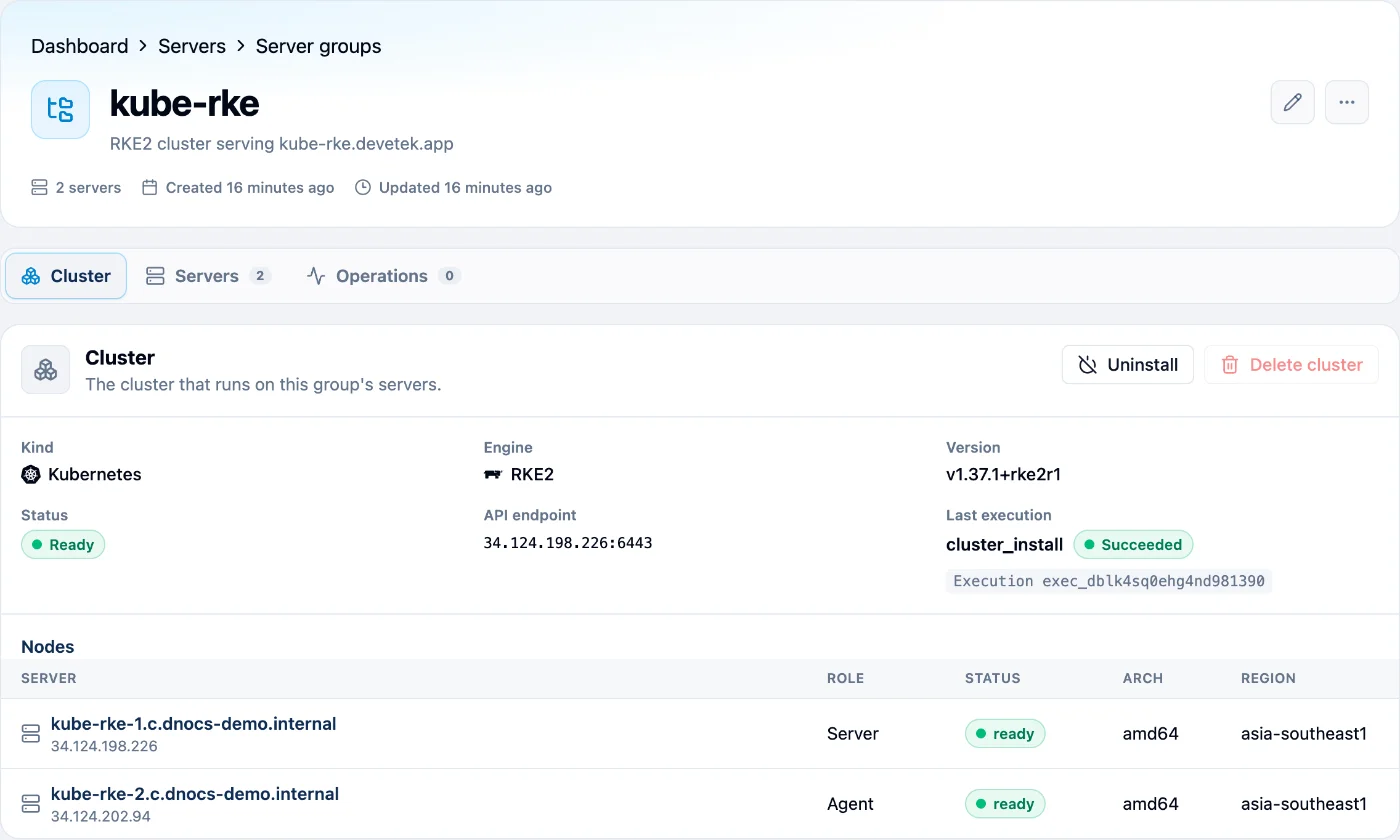 Dashboard > Servers > Server groups
kube-rke
RKE2 cluster serving kube-rke.devetek.app
2 servers Created 16 minutes ago Updated 16 minutes ago
Cluster Servers 2 Operations 0
Cluster
The cluster that runs on this group's servers.
Uninstall Delete cluster
Kind Engine Version
Kubernetes RKE2 v1.37.1+rke2r1
Status API endpoint Last execution
Ready 34.124.198.226:6443 cluster_install Succeeded
Execution exec_dblk4sq0ehg4nd981390
Nodes
SERVER ROLE STATUS ARCH REGION
kube-rke-1.c.dnocs-demo.internal
34.124.198.226
Server ready amd64 asia-southeast1
kube-rke-2.c.dnocs-demo.internal
34.124.202.94
Agent ready amd64 asia-southeast1